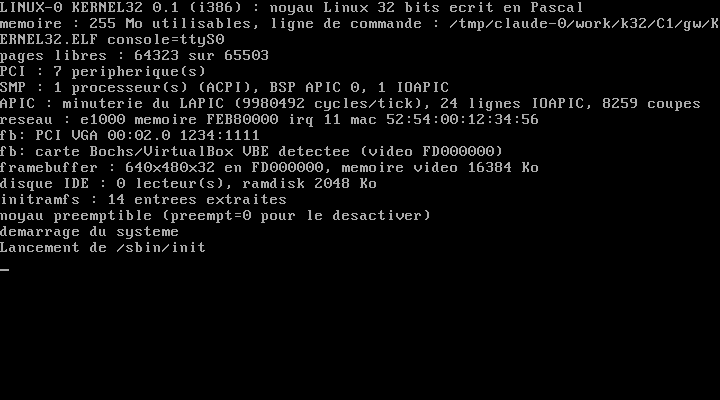 LINUX-0 KERNEL32 0.1 (i386) : noyau Linux 32 bits ecrit en Pascal
memoire : 255 Mo utilisables, ligne de commande : /tmp/claude-0/work/k32/C1/gw/K
ERNEL32.ELF console=ttyS0
pages libres : 64323 sur 65503
PCI : 7 peripherique(s)
SMP : 1 processeur(s) (ACPI), BSP APIC 0, 1 IOAPIC
APIC : minuterie du LAPIC (9980492 cycles/tick), 24 lignes IOAPIC, 8259 coupes
reseau : e1000 memoire FEB80000 irq 11 mac 52:54:00:12:34:56
fb: PCI VGA 00:02.0 1234:1111
fb: carte Bochs/VirtualBox VBE detectee (video FD000000)
framebuffer : 640x480x32 en FD000000, memoire video 16384 Ko
disque IDE : 0 lecteur(s), ramdisk 2048 Ko
initramfs : 14 entrees extraites
noyau preemptible (preempt=0 pour le desactiver)
demarrage du systeme
Lancement de /sbin/init